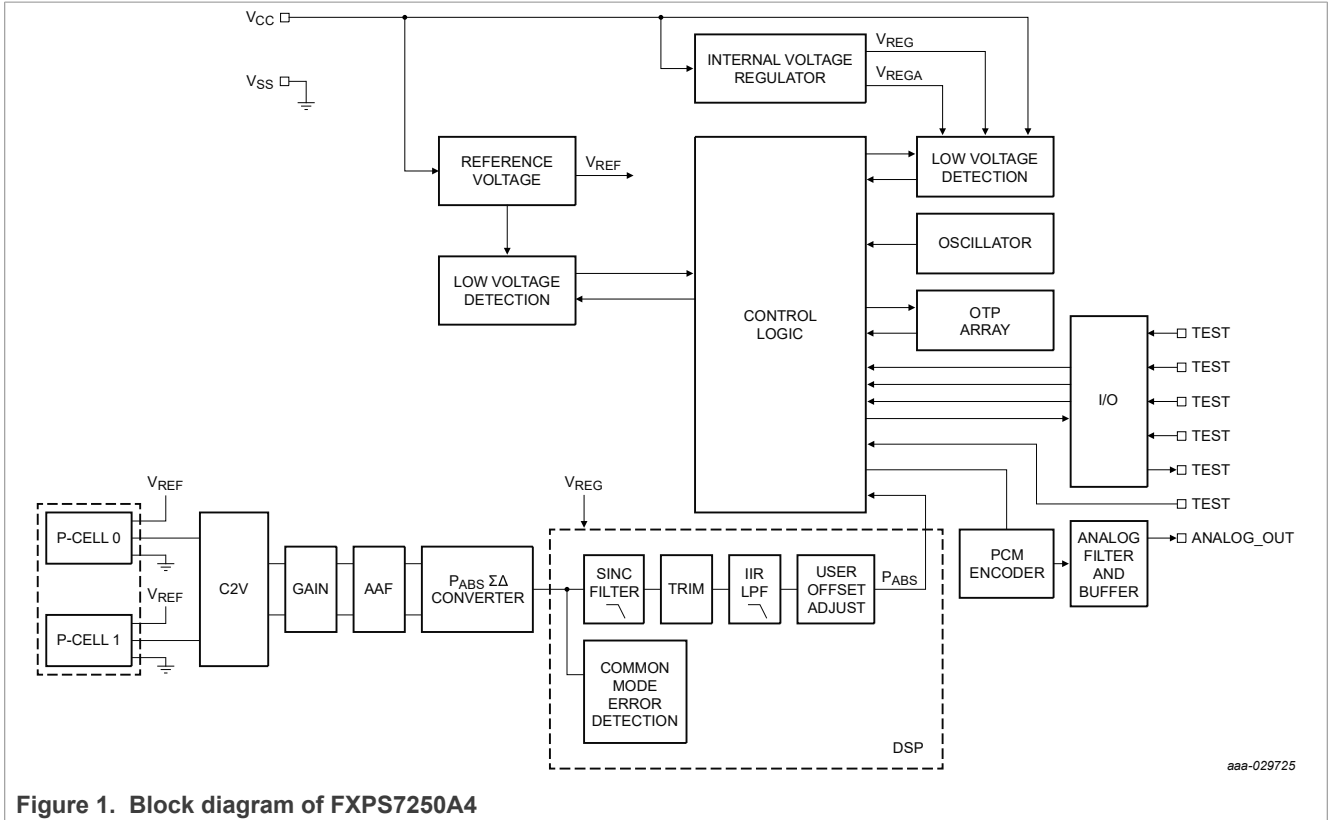 VCC
VSS
INTERNAL VOLTAGE
REGULATOR
VREG
VREGA
REFERENCE
VOLTAGE
VREF
LOW VOLTAGE
DETECTION
CONTROL
LOGIC
LOW VOLTAGE
DETECTION
OSCILLATOR
OTP
ARRAY
I/O
TEST
TEST
TEST
TEST
TEST
TEST
VREF
P-CELL 0
VREF
P-CELL 1
C2V
GAIN
AAF
PABS ΣΔ
CONVERTER
VREG
SINC
FILTER
TRIM
IIR
LPF
USER
OFFSET
ADJUST
PABS
COMMON
MODE
ERROR
DETECTION
DSP
PCM
ENCODER
ANALOG
FILTER
AND
BUFFER
ANALOG_OUT
aaa-029725
Figure 1. Block diagram of FXPS7250A4